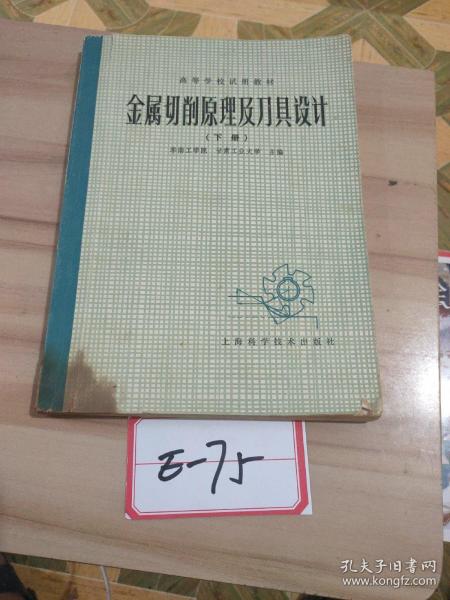 高等学校试用教材
金属切削原理及刀具设计
(下册)
华南工学院 甘肃工业大学 主编
上海科学技术出版社
E-75
孔夫子旧书网
www.kongfz.com